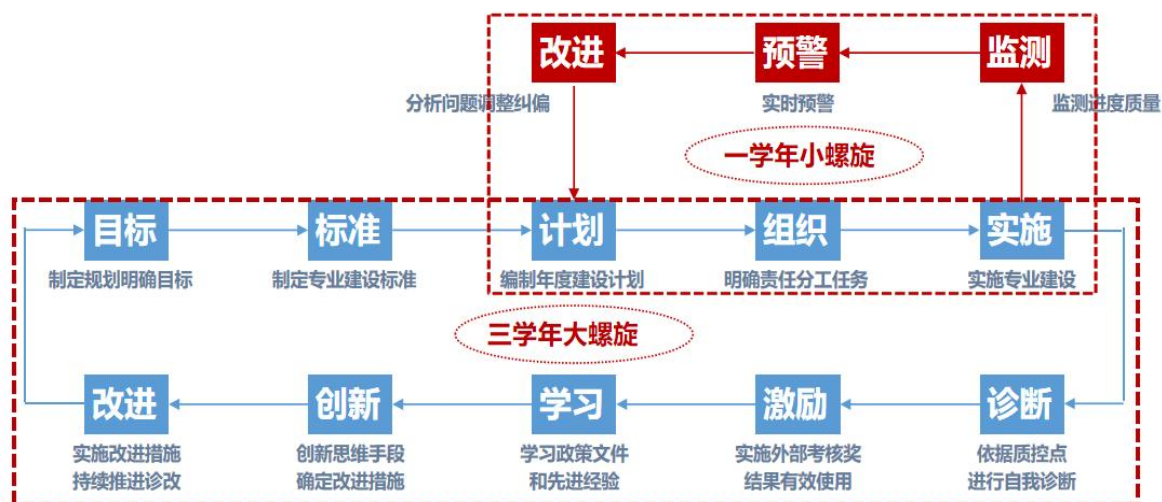 改进
预警
监测
分析问题调整纠偏
实时预警
监测进度质量
一学年小螺旋
目标
标准
计划
组织
实施
制定规划明确目标
制定专业建设标准
编制年度建设计划
明确责任分工任务
实施专业建设
三学年大螺旋
改进
创新
学习
激励
诊断
实施改进措施
持续推进诊改
创新思维手段
确定改进措施
学习政策文件
和先进经验
实施外部考核奖
结果有效使用
依据质控点
进行自我诊断